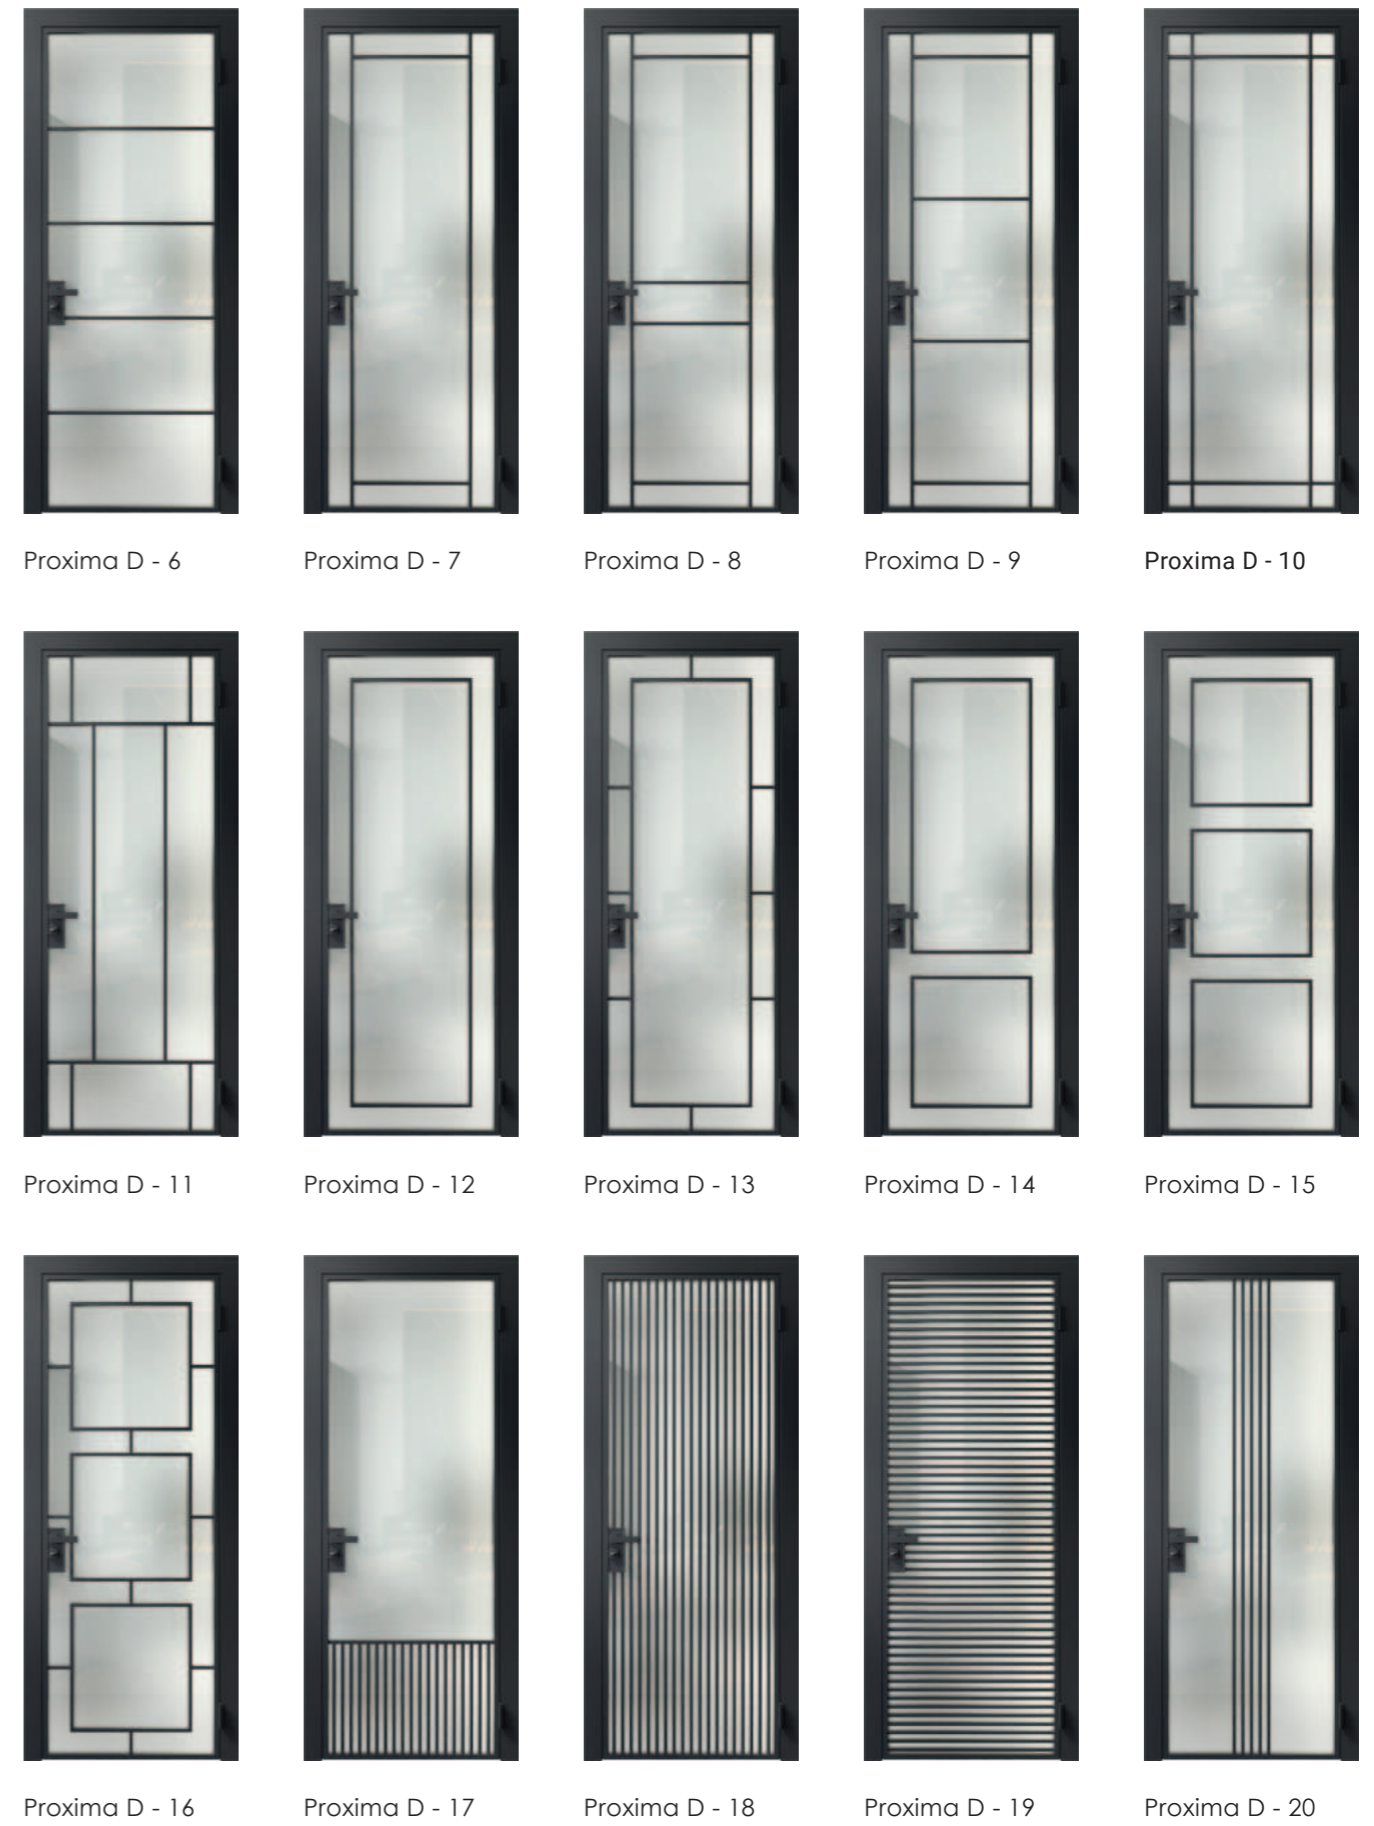 Proxima D - 6
Proxima D - 7
Proxima D - 8
Proxima D - 9
Proxima D - 10
Proxima D - 11
Proxima D - 12
Proxima D - 13
Proxima D - 14
Proxima D - 15
Proxima D - 16
Proxima D - 17
Proxima D - 18
Proxima D - 19
Proxima D - 20